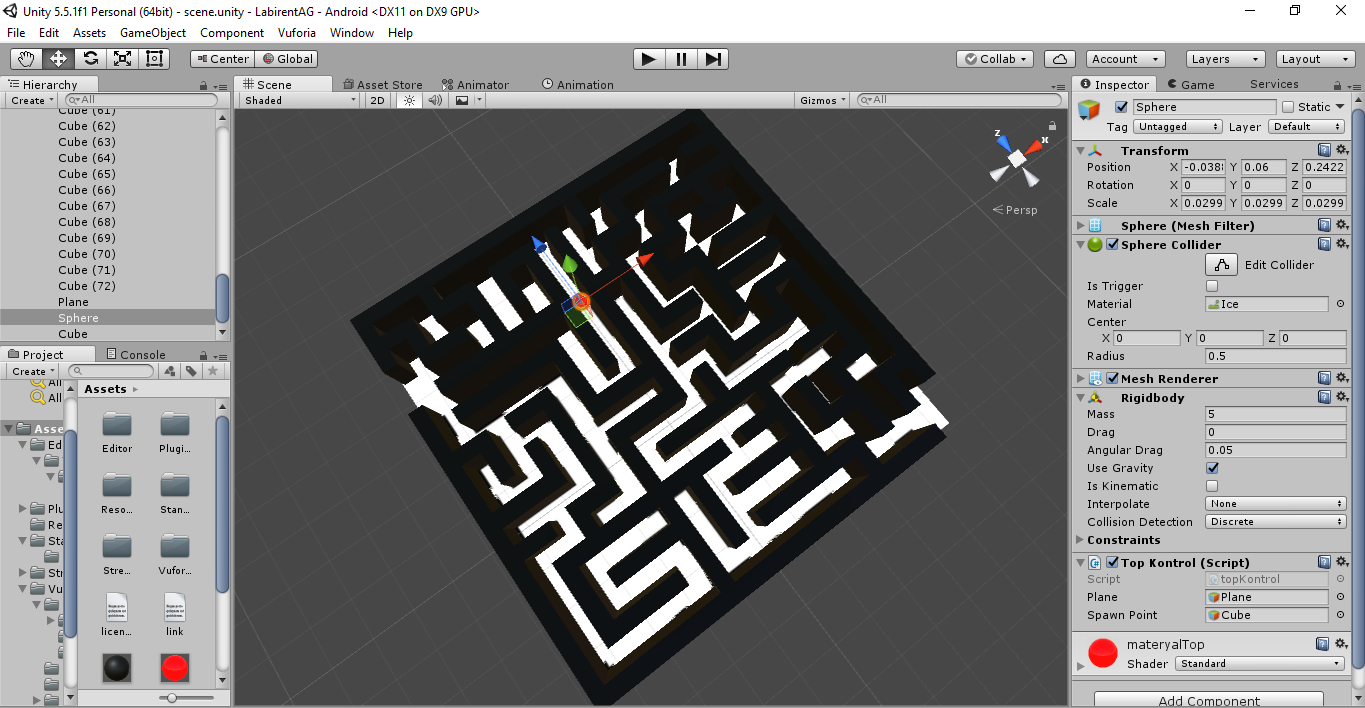 Unity 5.5.1f1 Personal (64bit) - scene.unity - LabirentAG - Android <DX11 on DX9 GPU>
File Edit Assets GameObject Component Vuforia Window Help
Center Global Collab Account Layers Layout
Hierarchy
Create All
Cube (61)
Cube (62)
Cube (63)
Cube (64)
Cube (65)
Cube (66)
Cube (67)
Cube (68)
Cube (69)
Cube (70)
Cube (71)
Cube (72)
Plane
Sphere
Cube
Project Console
Create
All
All
Asse
Ed
Plu
Re
Sta
Str
Vu
Assets
Editor Plugi...
Reso... Stan...
Stre... Vufor...
licen... link
Scene Asset Store Animator Animation
Shaded 2D Gizmos All
z x
Persp
Inspector Game Services
Sphere Static
Tag Untagged Layer Default
Transform
Position X -0.038 Y 0.06 Z 0.2422
Rotation X 0 Y 0 Z 0
Scale X 0.0299 Y 0.0299 Z 0.0299
Sphere (Mesh Filter)
Sphere Collider
Edit Collider
Is Trigger
Material Ice
Center
X 0 Y 0 Z 0
Radius 0.5
Mesh Renderer
Rigidbody
Mass 5
Drag 0
Angular Drag 0.05
Use Gravity
Is Kinematic
Interpolate None
Collision Detection Discrete
Constraints
Top Kontrol (Script)
Script topKontrol
Plane Plane
Spawn Point Cube
materyalTop
Shader Standard
Add Component